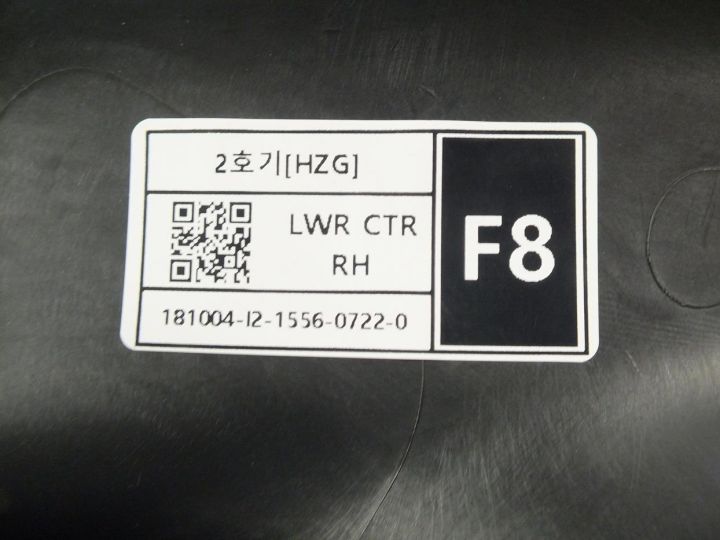 2호기[HZG]
LWR CTR
RH
F8
181004-I2-1556-0722-0